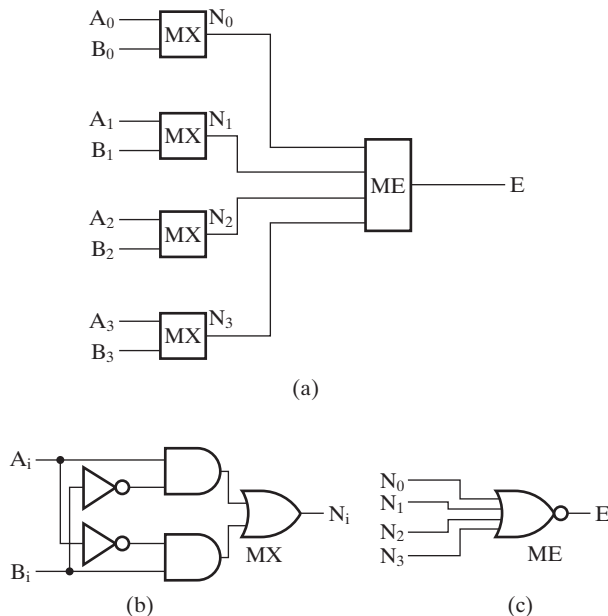 A₀
B₀
MX
N₀
A₁
B₁
MX
N₁
A₂
B₂
MX
N₂
A₃
B₃
MX
N₃
ME
E
(a)
Aᵢ
Bᵢ
Nᵢ
MX
(b)
N₀
N₁
N₂
N₃
E
ME
(c)